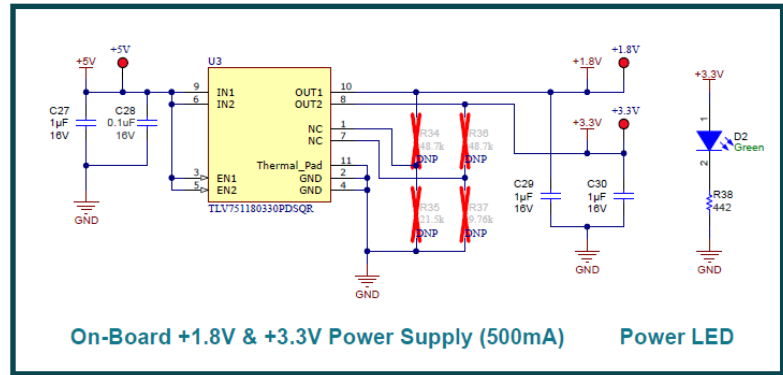 +5V
+5V
U3
+1.8V
+1.8V
+3.3V
9
IN1
OUT1
10
6
IN2
OUT2
8
C27
1µF
16V
C28
0.1uF
16V
NC
1
NC
7
R34
48.7k
DNP
R36
48.7k
DNP
+3.3V
+3.3V
1
D2
Green
2
Thermal_Pad
11
3
EN1
GND
2
5
EN2
GND
4
TLV751180330PDSQR
R35
21.5k
DNP
R37
9.76k
DNP
C29
1µF
16V
C30
1µF
16V
R38
442
GND
GND
GND
GND
On-Board +1.8V & +3.3V Power Supply (500mA)
Power LED